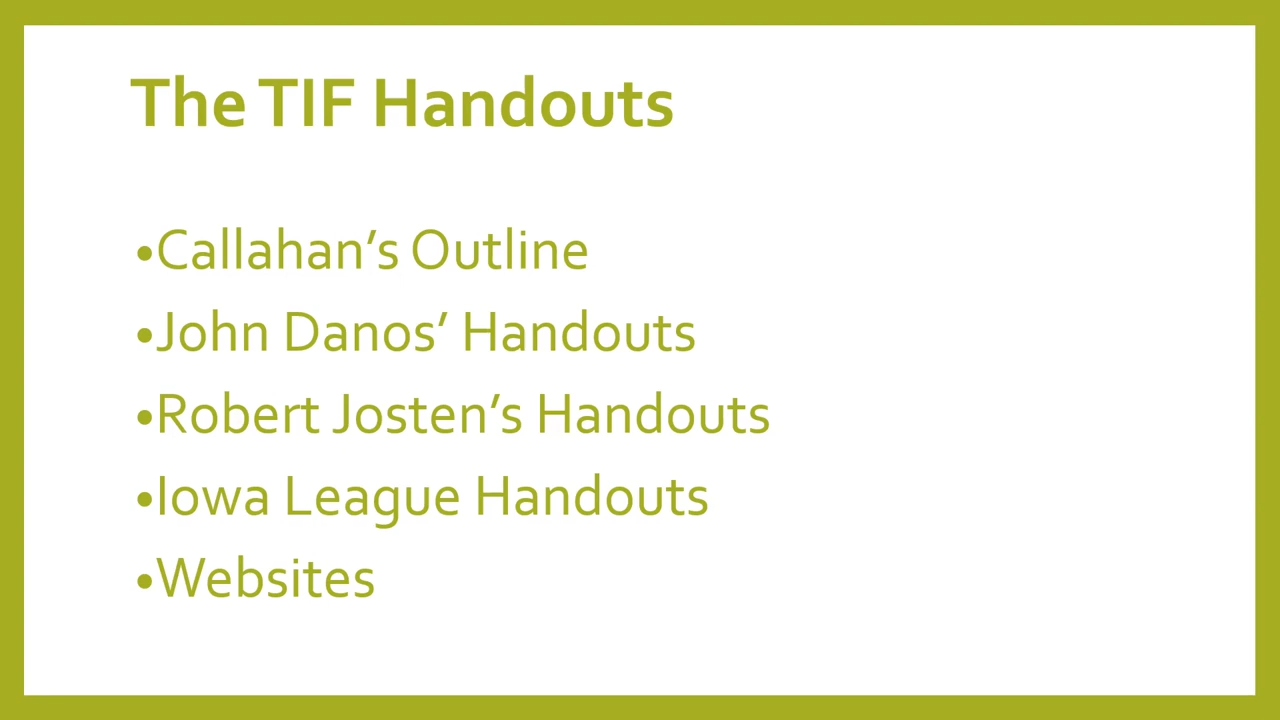 The TIF Handouts
•Callahan’s Outline
•John Danos’ Handouts
•Robert Josten’s Handouts
•Iowa League Handouts
•Websites